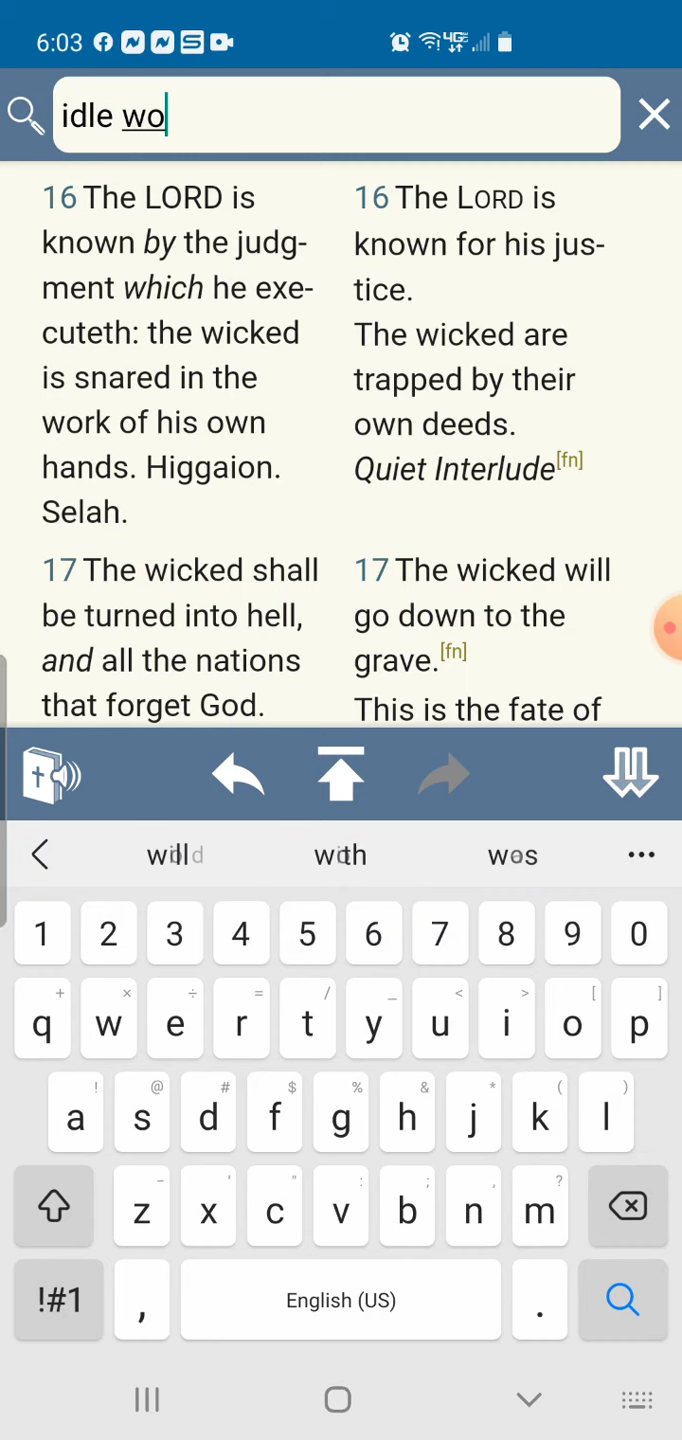 6:03
4G
idle wo
16 The LORD is
known by the judg-
ment which he exe-
cuteth: the wicked
is snared in the
work of his own
hands. Higgaion.
Selah.
17 The wicked shall
be turned into hell,
and all the nations
that forget God.
16 The LORD is
known for his jus-
tice.
The wicked are
trapped by their
own deeds.
Quiet Interlude[fn]
17 The wicked will
go down to the
grave.[fn]
This is the fate of
will with was •••
1 2 3 4 5 6 7 8 9 0
+ × ÷ = / _ < > [ ]
q w e r t y u i o p
! @ # $ % & * ( )
a s d f g h j k l
- ' " : ; , ?
z x c v b n m
!#1 , English (US) .